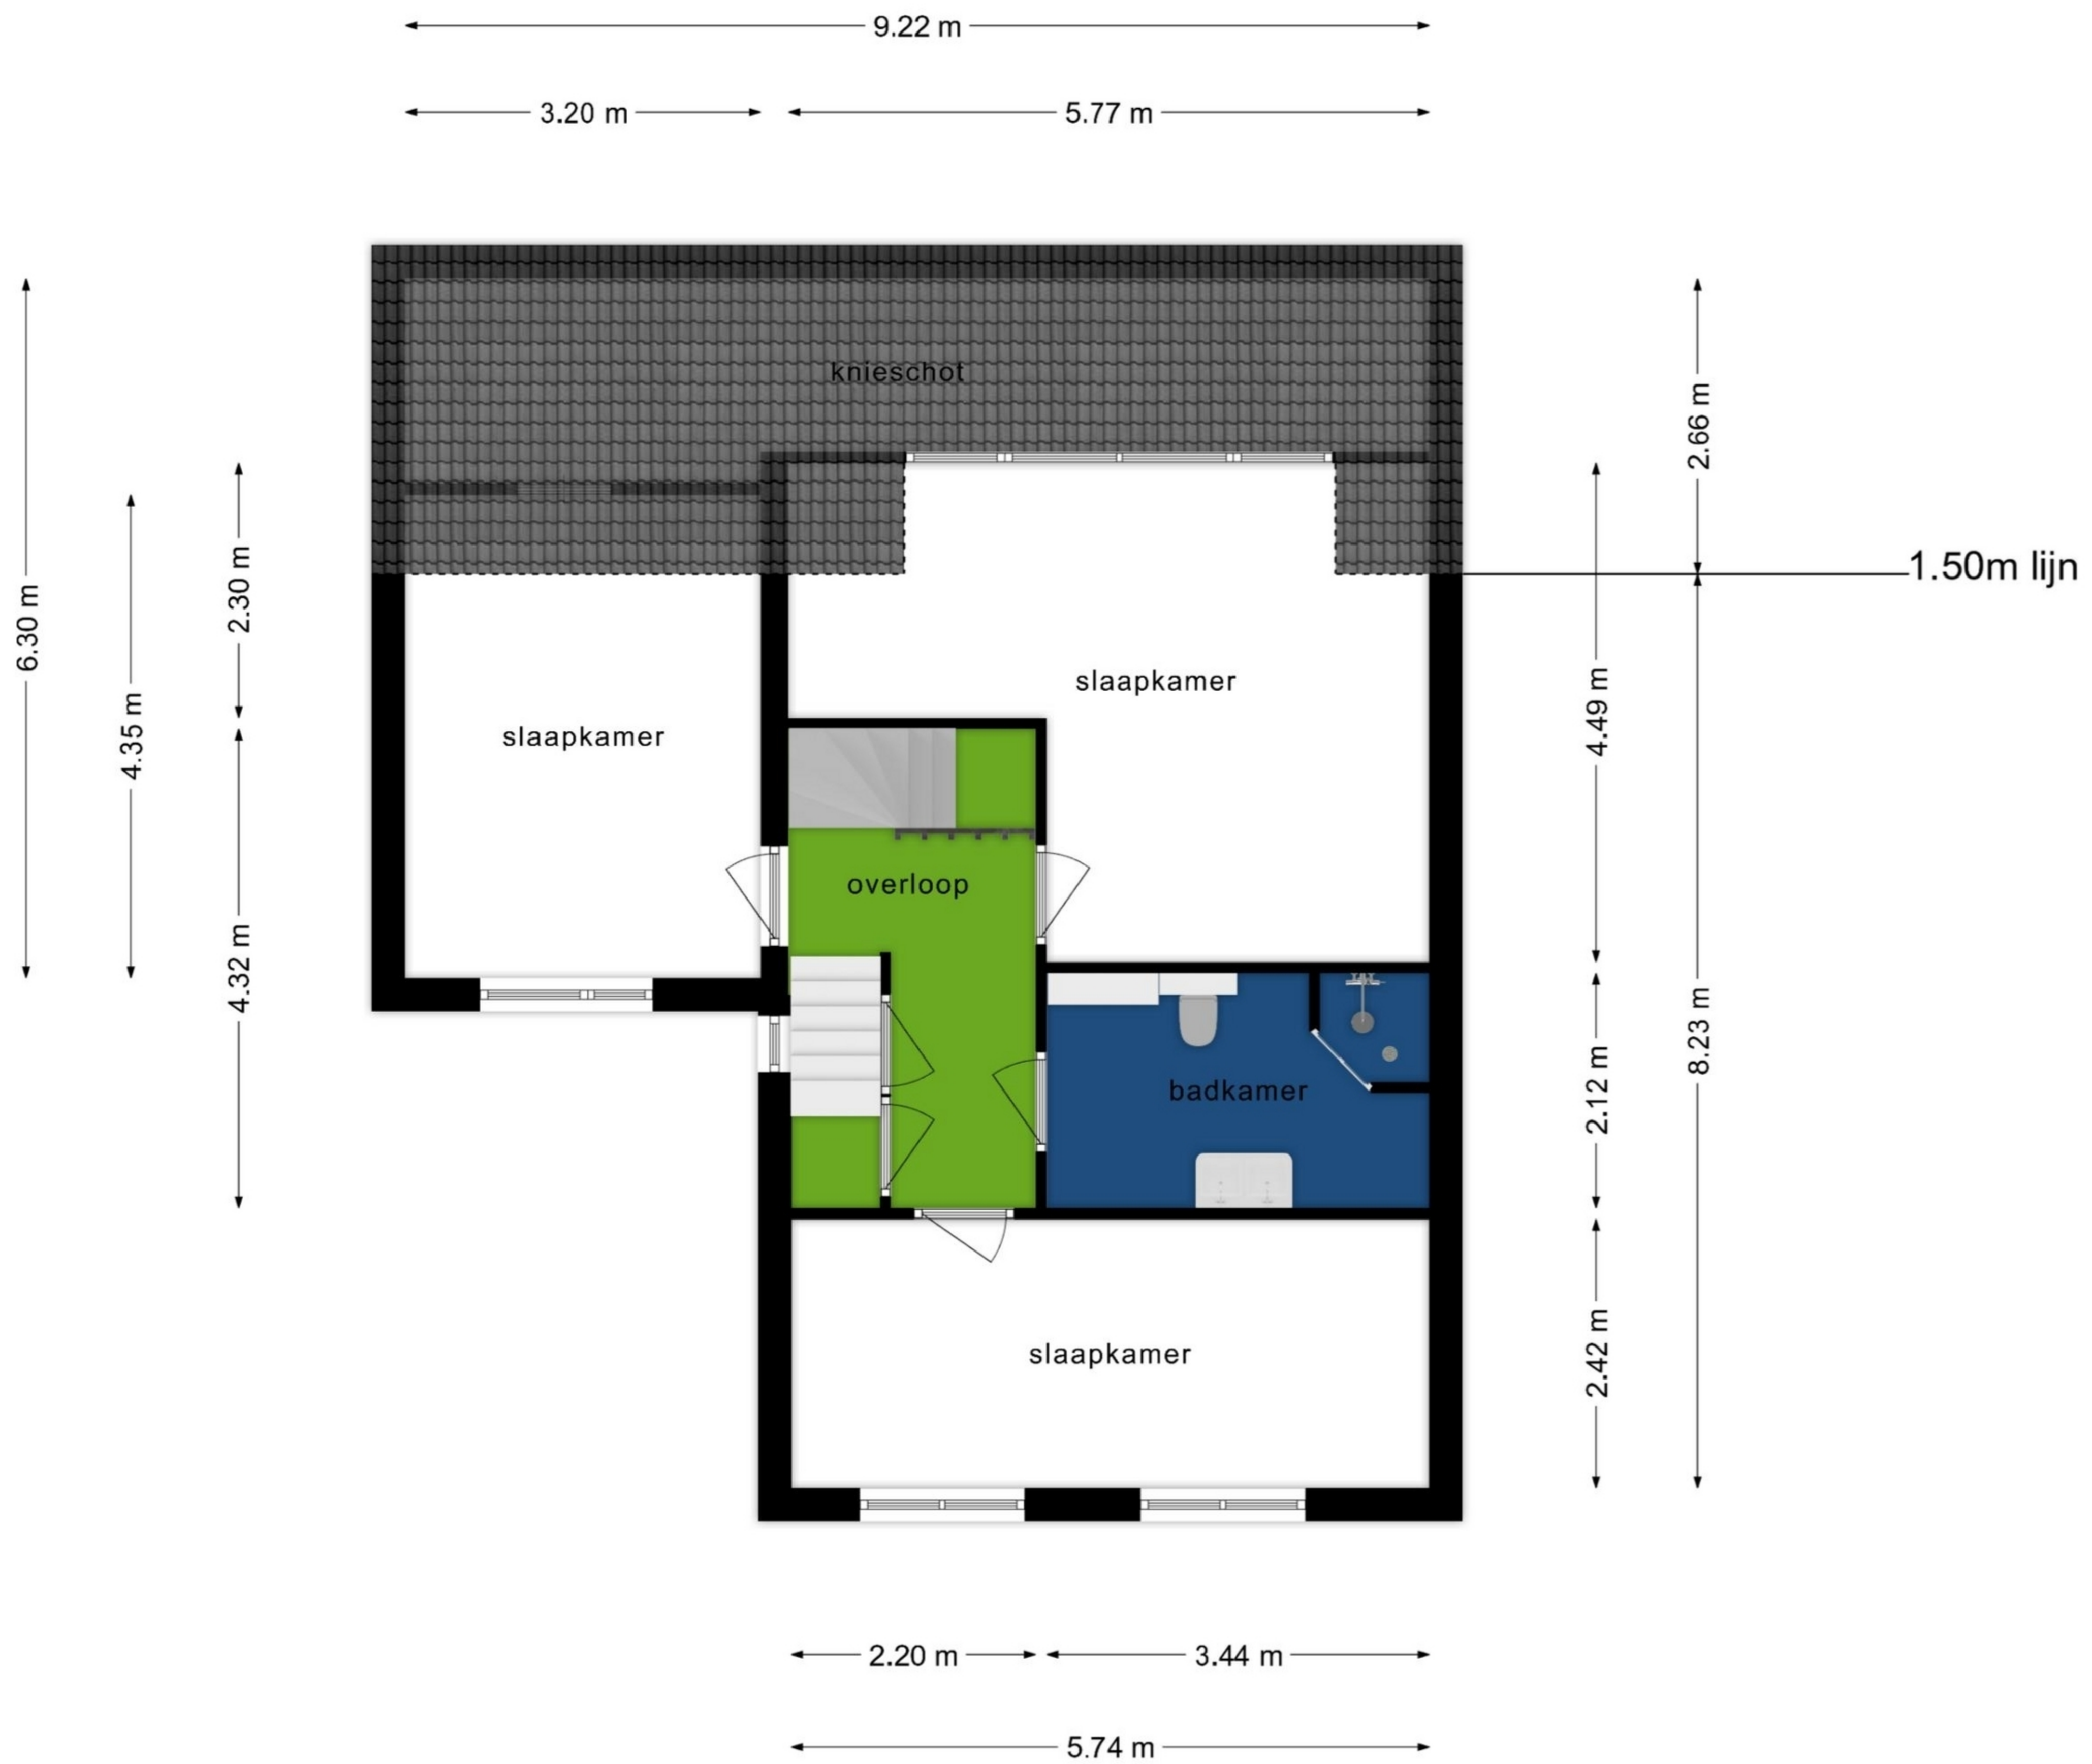 9.22 m
3.20 m
5.77 m
knieschot
2.66 m
1.50m lijn
6.30 m
4.35 m
2.30 m
4.49 m
slaapkamer
slaapkamer
overloop
4.32 m
badkamer
2.12 m
8.23 m
slaapkamer
2.42 m
2.20 m
3.44 m
5.74 m